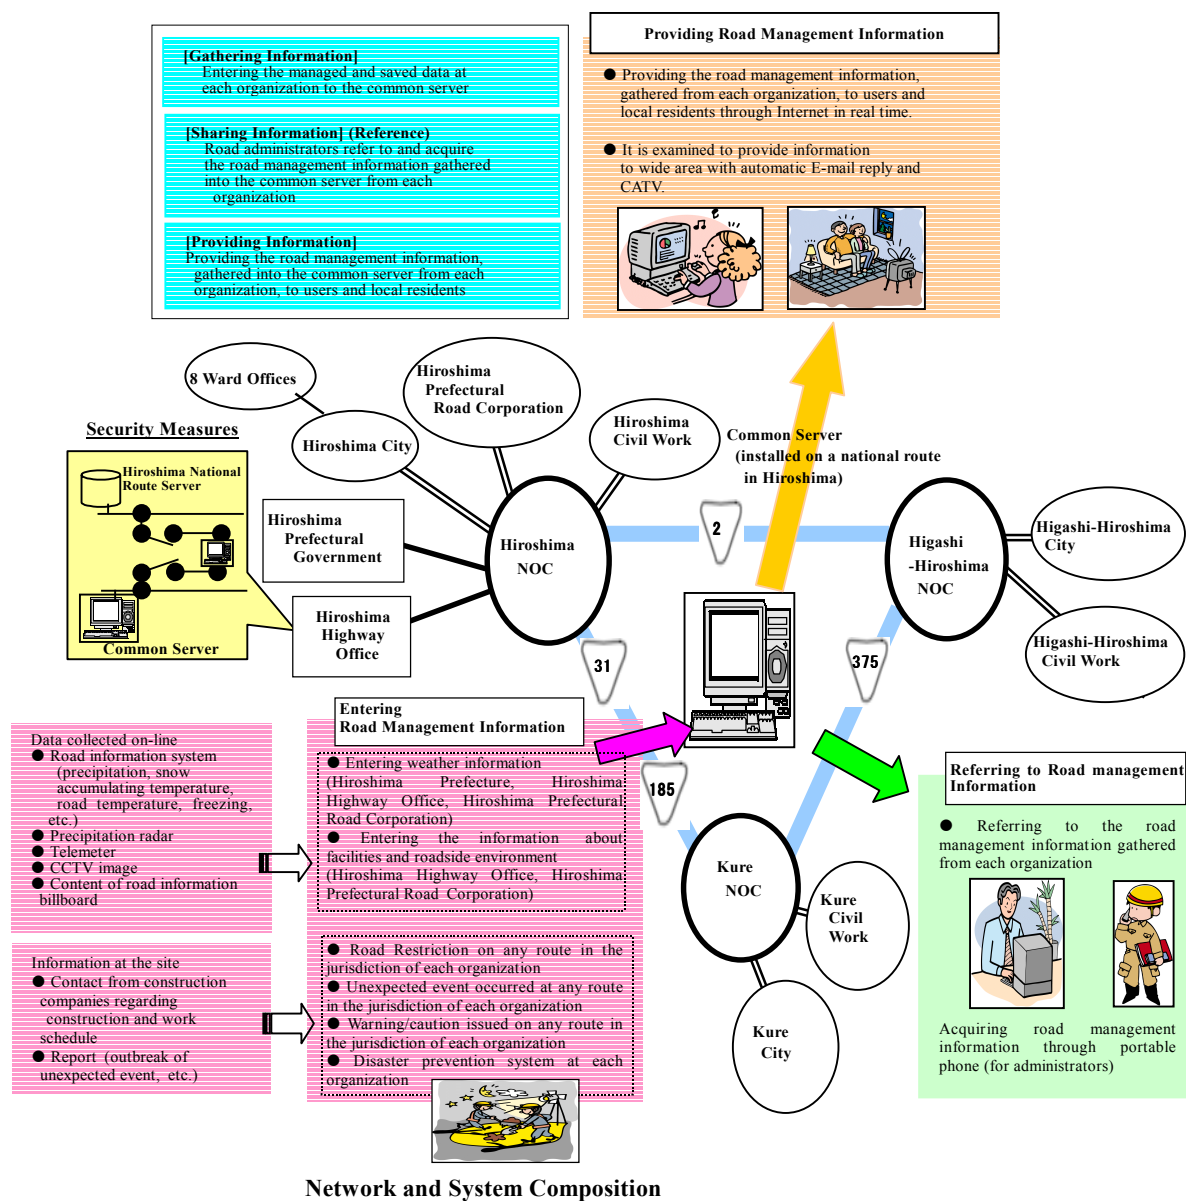 [Gathering Information]
Entering the managed and saved data at
each organization to the common server
[Sharing Information] (Reference)
Road administrators refer to and acquire
the road management information gathered
into the common server from each
organization
[Providing Information]
Providing the road management information,
gathered into the common server from each
organization, to users and local residents
Providing Road Management Information
● Providing the road management information,
gathered from each organization, to users and
local residents through Internet in real time.
● It is examined to provide information
to wide area with automatic E-mail reply and
CATV.
8 Ward Offices
Hiroshima
Prefectural
Road Corporation
Hiroshima City
Hiroshima
Civil Work
Common Server
(installed on a national route
in Hiroshima)
Security Measures
Hiroshima National
Route Server
Common Server
Hiroshima
Prefectural
Government
Hiroshima
Highway
Office
Hiroshima
NOC
2
Higashi
-Hiroshima
NOC
Higashi-Hiroshima
City
Higashi-Hiroshima
Civil Work
31
375
185
Kure
NOC
Kure
Civil
Work
Kure
City
Data collected on-line
● Road information system
(precipitation, snow
accumulating temperature,
road temperature, freezing,
etc.)
● Precipitation radar
● Telemeter
● CCTV image
● Content of road information
billboard
Information at the site
● Contact from construction
companies regarding
construction and work
schedule
● Report (outbreak of
unexpected event, etc.)
Entering
Road Management Information
● Entering weather information
(Hiroshima Prefecture, Hiroshima
Highway Office, Hiroshima Prefectural
Road Corporation)
● Entering the information about
facilities and roadside environment
(Hiroshima Highway Office, Hiroshima
Prefectural Road Corporation)
● Road Restriction on any route in the
jurisdiction of each organization
● Unexpected event occurred at any route
in the jurisdiction of each organization
● Warning/caution issued on any route in
the jurisdiction of each organization
● Disaster prevention system at each
organization
Referring to Road management
Information
● Referring to the road
management information gathered
from each organization
Acquiring road management
information through portable
phone (for administrators)
Network and System Composition